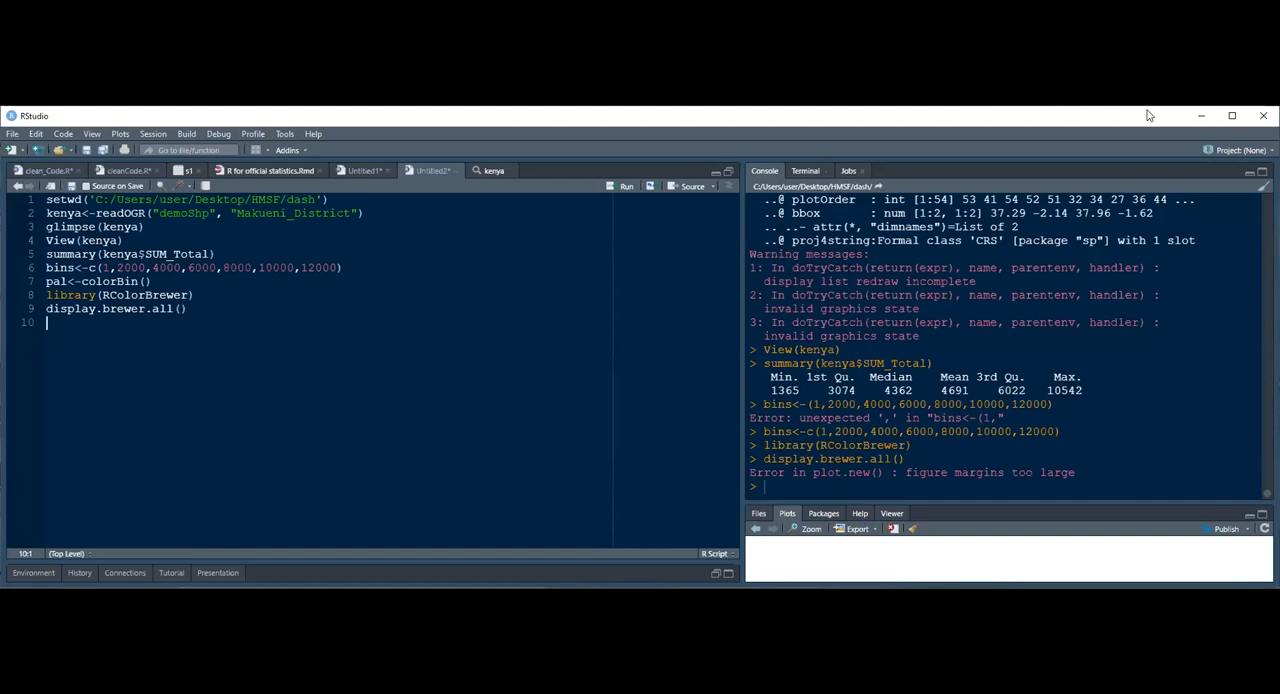 RStudio
File Edit Code View Plots Session Build Debug Profile Tools Help
Go to file/function Addins Project: (None)
clean_Code.R* cleanCode.R* s1 R for official statistics.Rmd Untitled1* Untitled2* kenya
Source on Save Run Source
1 setwd('C:/Users/user/Desktop/HMSF/dash')
2 kenya<-readOGR("demoShp", "Makueni_District")
3 glimpse(kenya)
4 View(kenya)
5 summary(kenya$SUM_Total)
6 bins<-c(1,2000,4000,6000,8000,10000,12000)
7 pal<-colorBin()
8 library(RColorBrewer)
9 display.brewer.all()
10
10:1 (Top Level) R Script
Environment History Connections Tutorial Presentation
Console Terminal Jobs
C:/Users/user/Desktop/HMSF/dash/
..@ plotOrder : int [1:54] 53 41 54 52 51 32 34 27 36 44 ...
..@ bbox : num [1:2, 1:2] 37.29 -2.14 37.96 -1.62
.. ..- attr(*, "dimnames")=List of 2
..@ proj4string:Formal class 'CRS' [package "sp"] with 1 slot
Warning messages:
1: In doTryCatch(return(expr), name, parentenv, handler) :
display list redraw incomplete
2: In doTryCatch(return(expr), name, parentenv, handler) :
invalid graphics state
3: In doTryCatch(return(expr), name, parentenv, handler) :
invalid graphics state
> View(kenya)
> summary(kenya$SUM_Total)
Min. 1st Qu. Median Mean 3rd Qu. Max.
1365 3074 4362 4691 6022 10542
> bins<-(1,2000,4000,6000,8000,10000,12000)
Error: unexpected ',' in "bins<-(1,"
> bins<-c(1,2000,4000,6000,8000,10000,12000)
> library(RColorBrewer)
> display.brewer.all()
Error in plot.new() : figure margins too large
>
Files Plots Packages Help Viewer
Zoom Export Publish